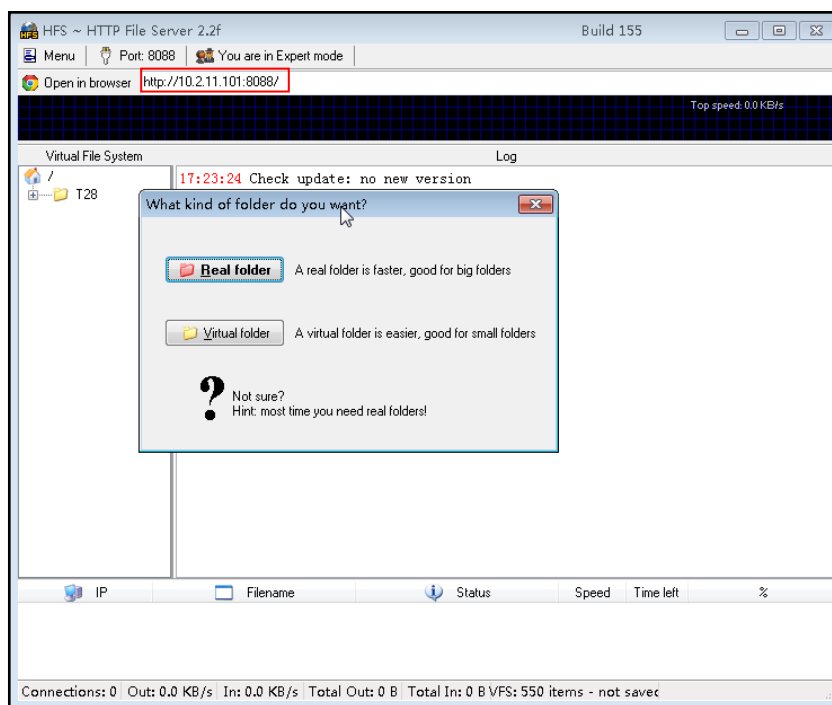 HFS ~ HTTP File Server 2.2f Build 155
Menu Port: 8088 You are in Expert mode
Open in browser http://10.2.11.101:8088/
Top speed: 0.0 KB/s
Virtual File System Log
/ 17:23:24 Check update: no new version
T28
What kind of folder do you want?
Real folder A real folder is faster, good for big folders
Virtual folder A virtual folder is easier, good for small folders
?
Not sure?
Hint: most time you need real folders!
IP Filename Status Speed Time left %
Connections: 0 Out: 0.0 KB/s In: 0.0 KB/s Total Out: 0 B Total In: 0 B VFS: 550 items - not saved